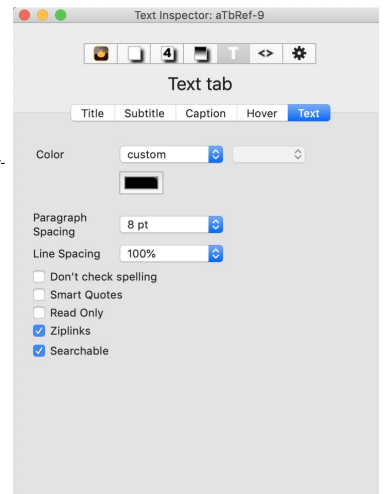 Text Inspector: aTbRef-9
4 T <>
Text tab
Title Subtitle Caption Hover Text
Color custom
Paragraph
Spacing 8 pt
Line Spacing 100%
Don't check spelling
Smart Quotes
Read Only
Ziplinks
Searchable